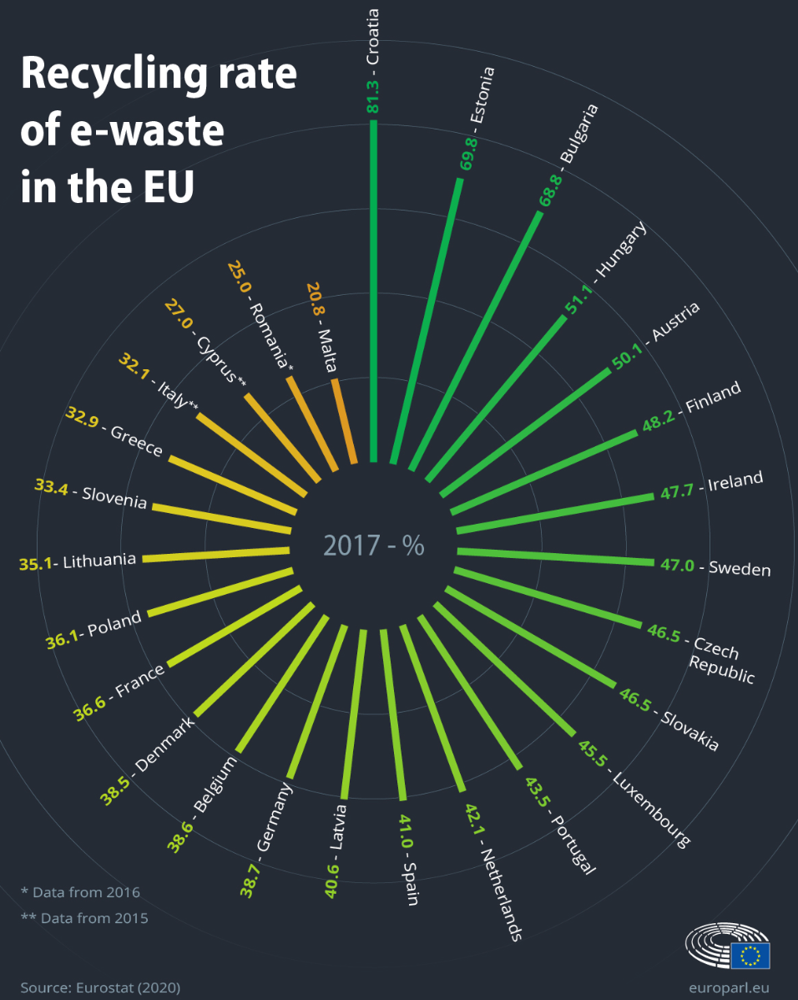 Recycling rate
of e-waste
in the EU
81.3 - Croatia
69.8 - Estonia
68.8 - Bulgaria
51.1 - Hungary
50.1 - Austria
48.2 - Finland
47.7 - Ireland
47.0 - Sweden
46.5 - Czech
Republic
46.5 - Slovakia
45.5 - Luxembourg
43.5 - Portugal
42.1 - Netherlands
41.0 - Spain
40.6 - Latvia
38.7 - Germany
38.6 - Belgium
38.5 - Denmark
36.6 - France
36.1- Poland
35.1- Lithuania
33.4 - Slovenia
32.9 - Greece
32.1 - Italy**
27.0 - Cyprus**
25.0 - Romania*
20.8 - Malta
2017 - %
* Data from 2016
** Data from 2015
Source: Eurostat (2020)
europarl.eu